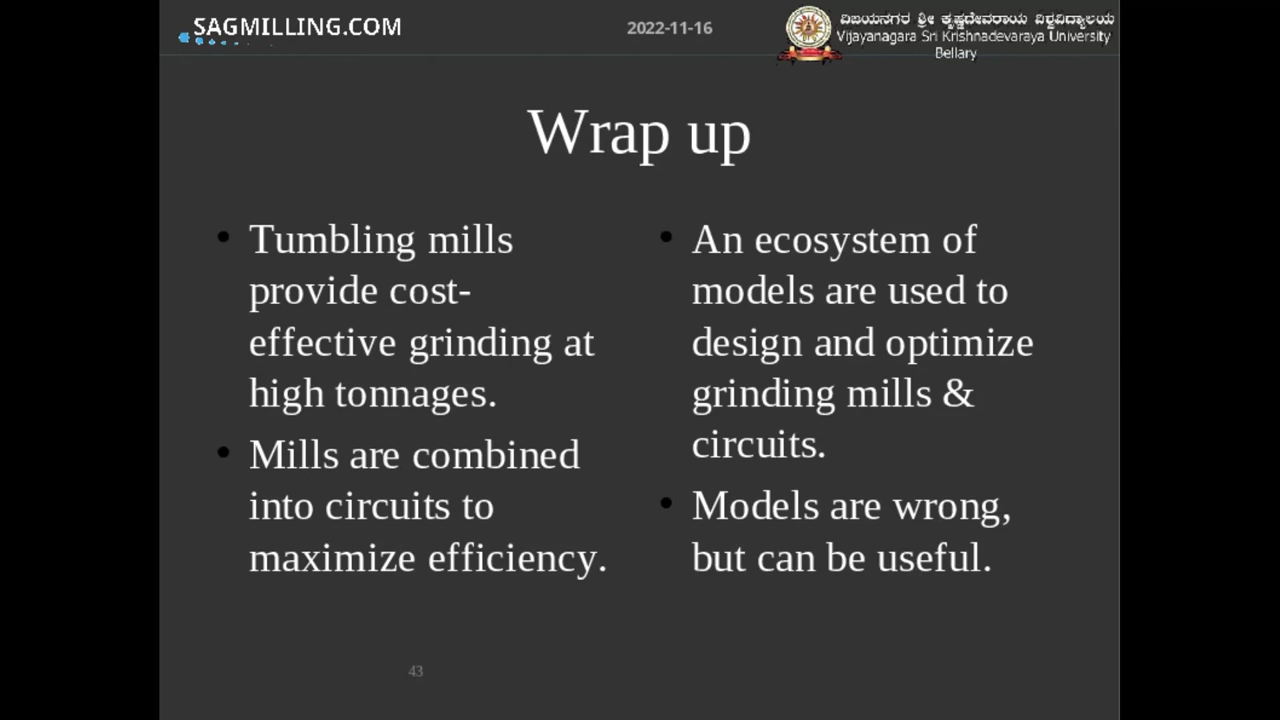 SAGMILLING.COM
2022-11-16
ವಿಜಯನಗರ ಶ್ರೀ ಕೃಷ್ಣದೇವರಾಯ ವಿಶ್ವವಿದ್ಯಾಲಯ
Vijayanagara Sri Krishnadevaraya University
Bellary
Wrap up
• Tumbling mills
provide cost-
effective grinding at
high tonnages.
• Mills are combined
into circuits to
maximize efficiency.
• An ecosystem of
models are used to
design and optimize
grinding mills &
circuits.
• Models are wrong,
but can be useful.
43